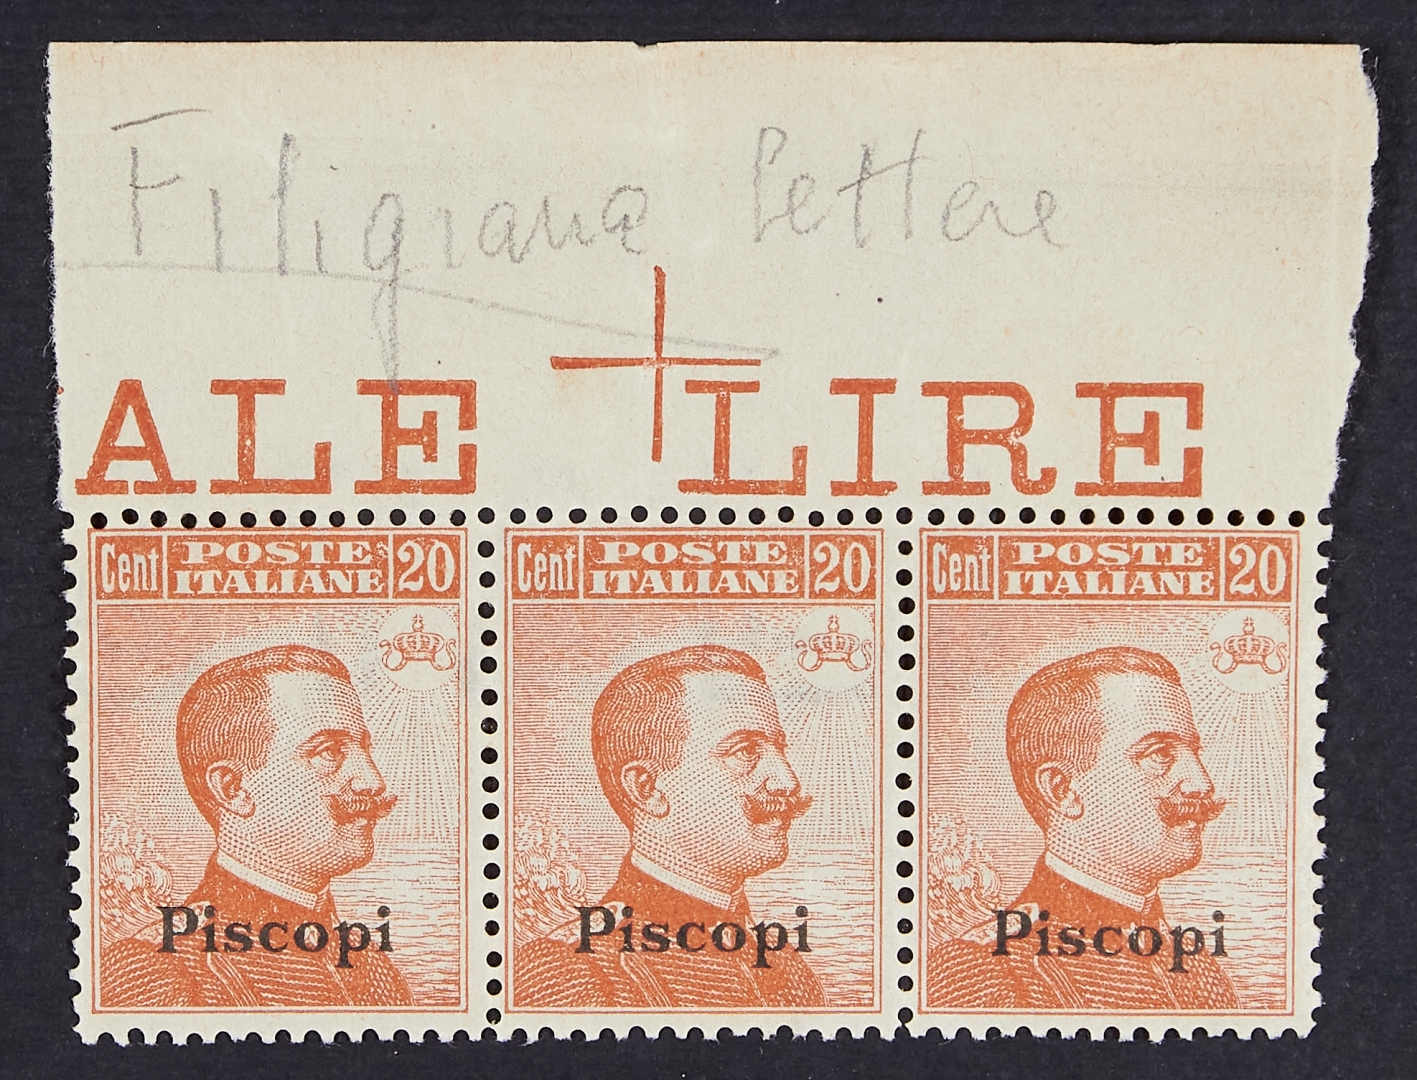 Filigrana lettere
ALE LIRE
Cent POSTE ITALIANE 20
Piscopi
Cent POSTE ITALIANE 20
Piscopi
Cent POSTE ITALIANE 20
Piscopi